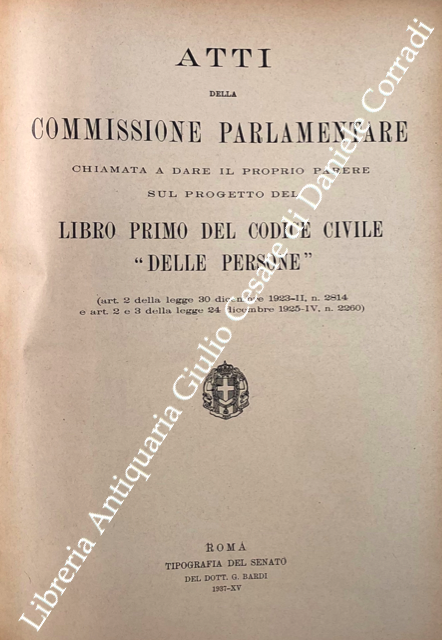 ATTI
DELLA
COMMISSIONE PARLAMENTARE
CHIAMATA A DARE IL PROPRIO PARERE
SUL PROGETTO DEL
LIBRO PRIMO DEL CODICE CIVILE
“DELLE PERSONE”
(art. 2 della legge 30 dicembre 1923-II, n. 2814
e art. 2 e 3 della legge 24 dicembre 1925-IV, n. 2260)
ROMA
TIPOGRAFIA DEL SENATO
DEL DOTT. G. BARDI
1937-XV
Libreria Antiquaria Giulio Cesare di Daniele Corradi